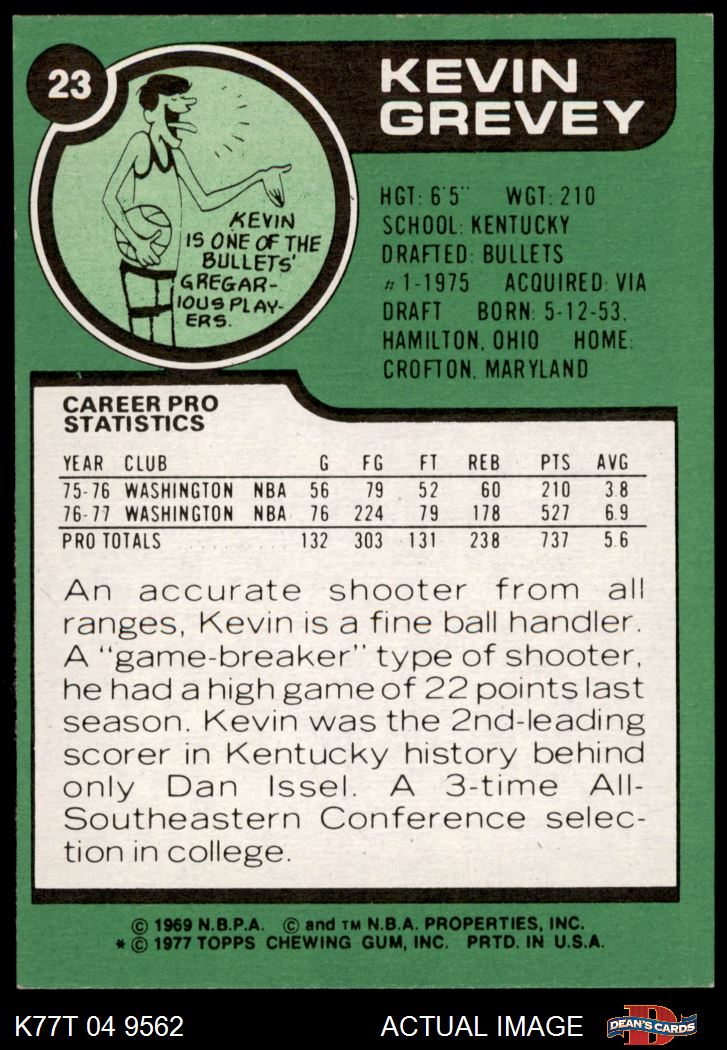 23
KEVIN
GREVEY
KEVIN
IS ONE OF THE
BULLETS'
GREGAR-
IOUS PLAY-
ERS.
HGT: 6'5" WGT: 210
SCHOOL: KENTUCKY
DRAFTED: BULLETS
#1-1975 ACQUIRED: VIA
DRAFT BORN: 5-12-53,
HAMILTON, OHIO HOME:
CROFTON, MARYLAND
CAREER PRO
STATISTICS
YEAR CLUB G FG FT REB PTS AVG
75-76 WASHINGTON NBA 56 79 52 60 210 3.8
76-77 WASHINGTON NBA 76 224 79 178 527 6.9
PRO TOTALS 132 303 131 238 737 5.6
An accurate shooter from all
ranges, Kevin is a fine ball handler.
A "game-breaker" type of shooter,
he had a high game of 22 points last
season. Kevin was the 2nd-leading
scorer in Kentucky history behind
only Dan Issel. A 3-time All-
Southeastern Conference selec-
tion in college.
© 1969 N.B.P.A. © and TM N.B.A. PROPERTIES, INC.
* © 1977 TOPPS CHEWING GUM, INC. PRTD. IN U.S.A.
K77T 04 9562 ACTUAL IMAGE D DEAN'S CARDS